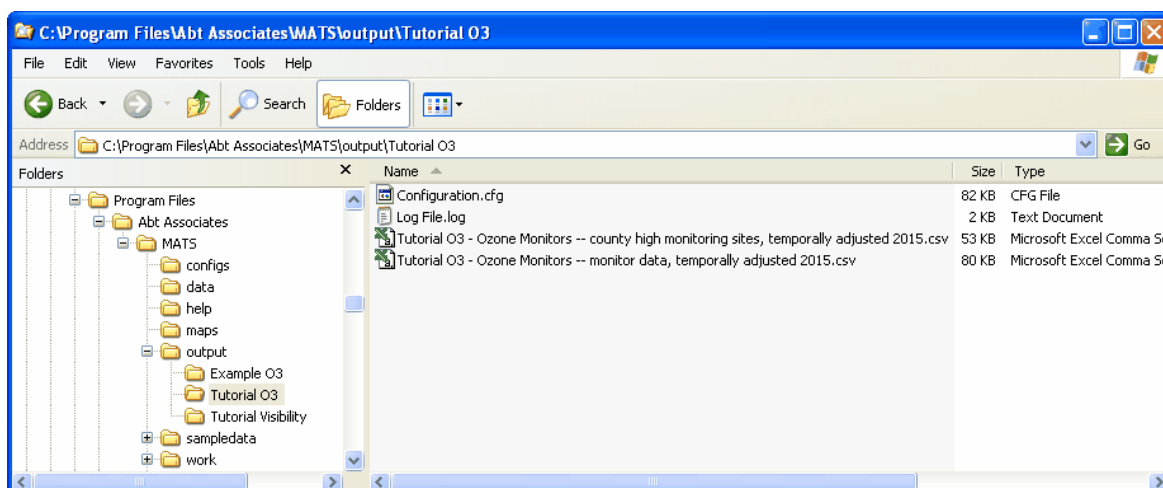 C:\Program Files\Abt Associates\MATS\output\Tutorial O3
File Edit View Favorites Tools Help
Back Search Folders
Address C:\Program Files\Abt Associates\MATS\output\Tutorial O3 Go
Folders x Name Size Type
Program Files
Abt Associates
MATS
configs
data
help
maps
output
Example O3
Tutorial O3
Tutorial Visibility
sampledata
work
Configuration.cfg 82 KB CFG File
Log File.log 2 KB Text Document
Tutorial O3 - Ozone Monitors -- county high monitoring sites, temporally adjusted 2015.csv 53 KB Microsoft Excel Comma S
Tutorial O3 - Ozone Monitors -- monitor data, temporally adjusted 2015.csv 80 KB Microsoft Excel Comma S